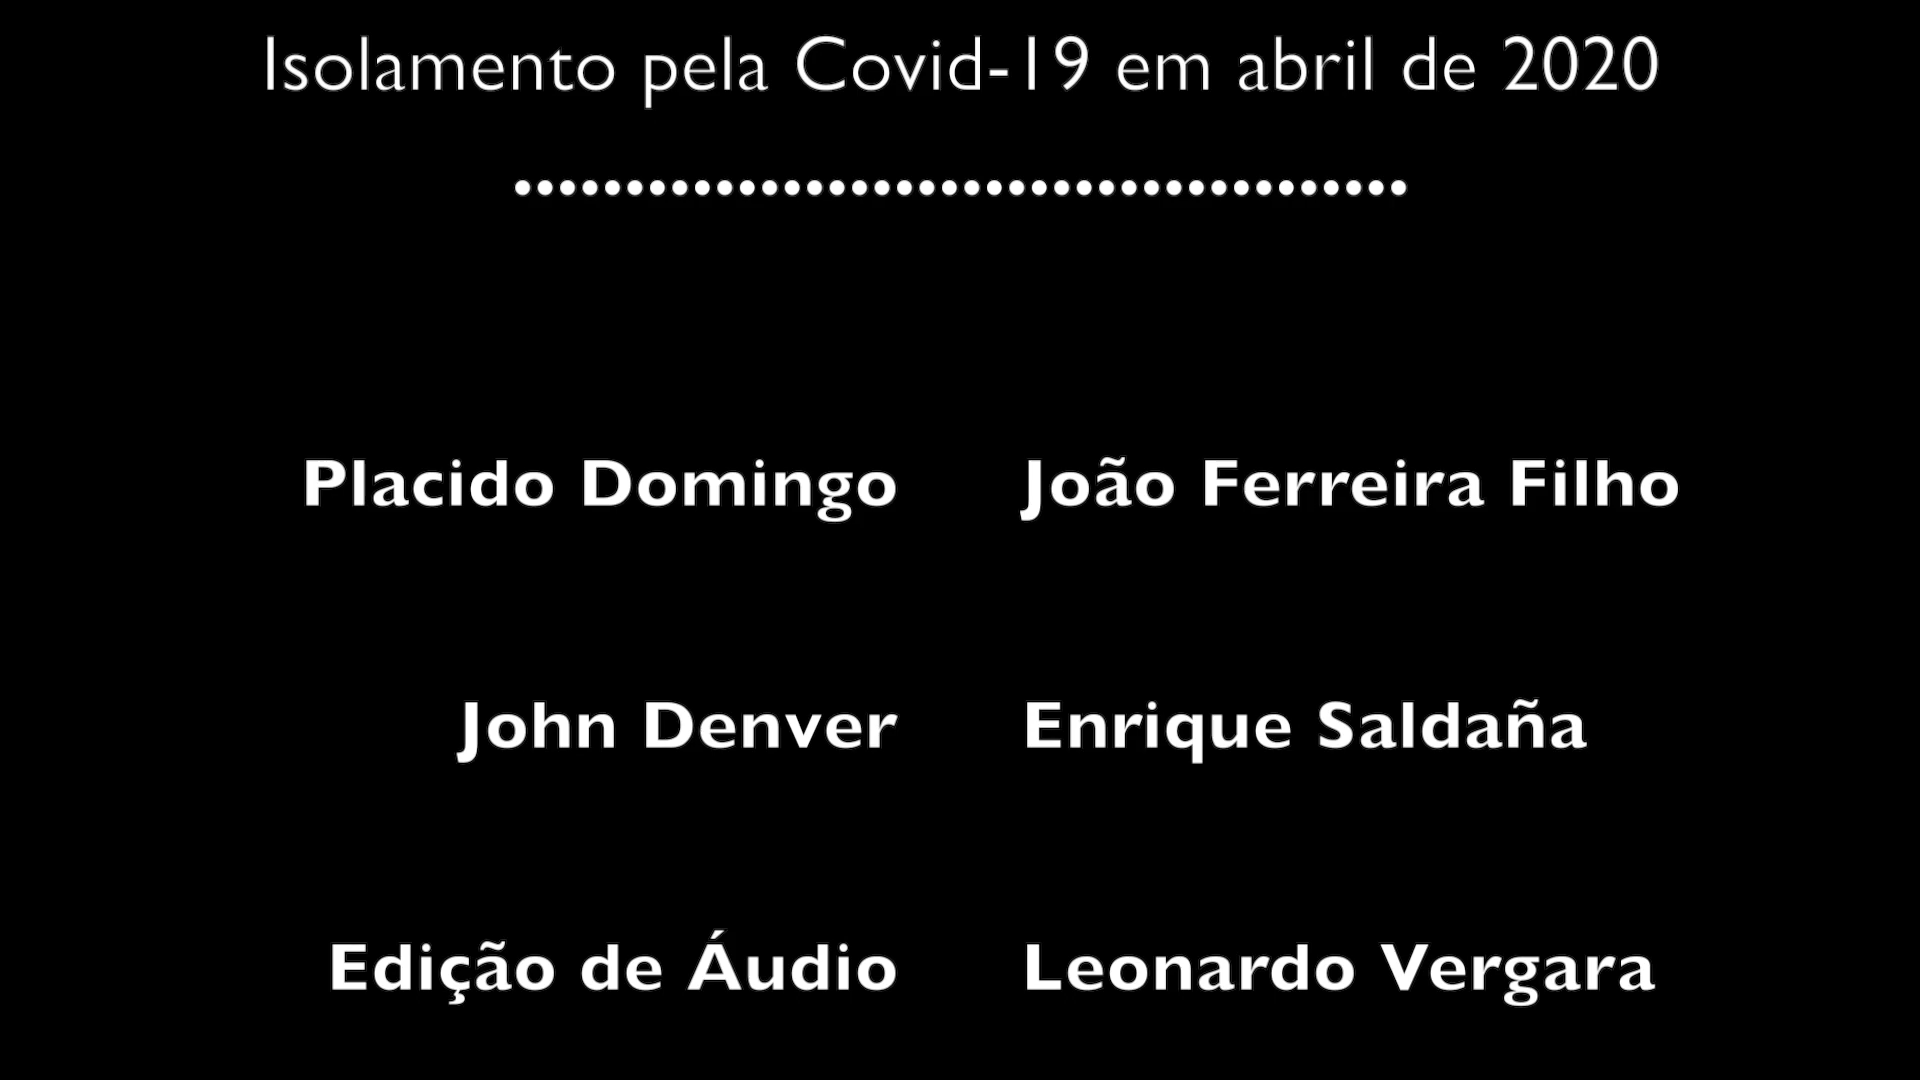 Isolamento pela Covid-19 em abril de 2020
........................................
Placido Domingo João Ferreira Filho
John Denver Enrique Saldaña
Edição de Áudio Leonardo Vergara